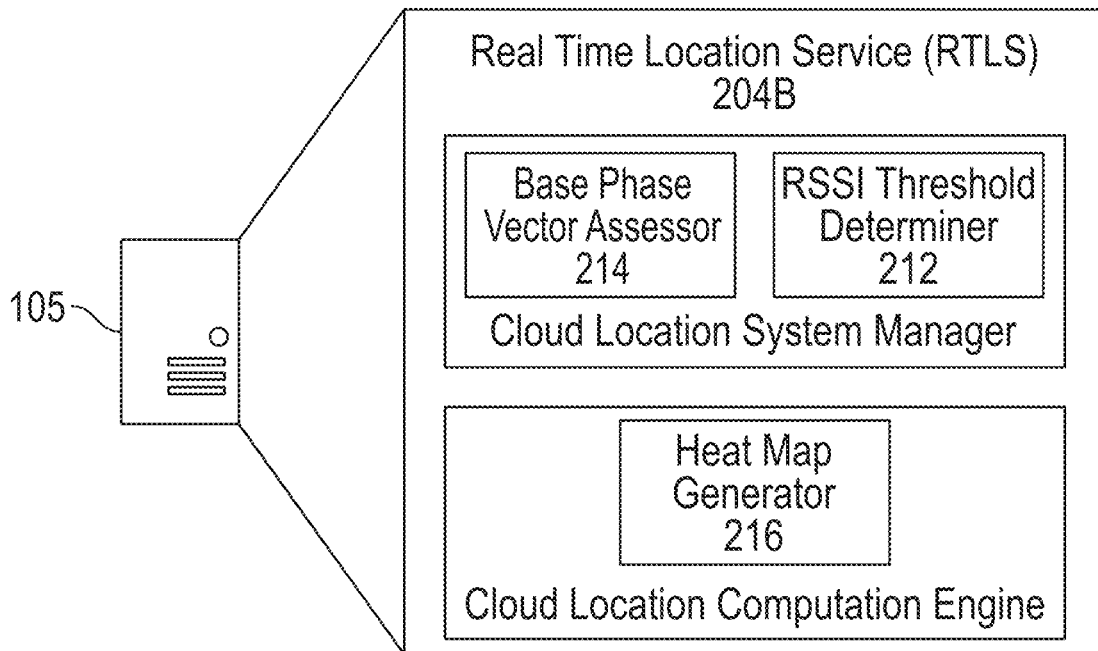 Real Time Location Service (RTLS)
204B
Base Phase
Vector Assessor
214
RSSI Threshold
Determiner
212
Cloud Location System Manager
105
Heat Map
Generator
216
Cloud Location Computation Engine